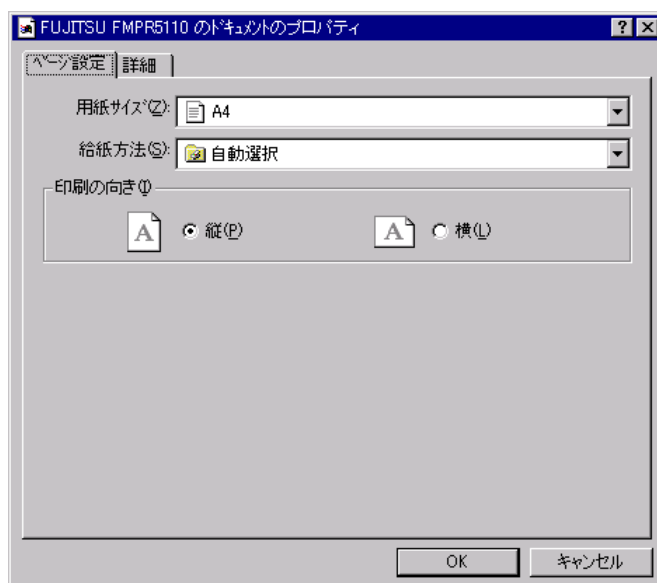 FUJITSU FMPR5110 のﾄﾞｷｭﾒﾝﾄのプロパティ
ﾍﾟｰｼﾞ設定 詳細
用紙ｻｲｽﾞ(Z): A4
給紙方法(S): 自動選択
印刷の向き(I)
A 縦(P) A 横(L)
OK キャンセル